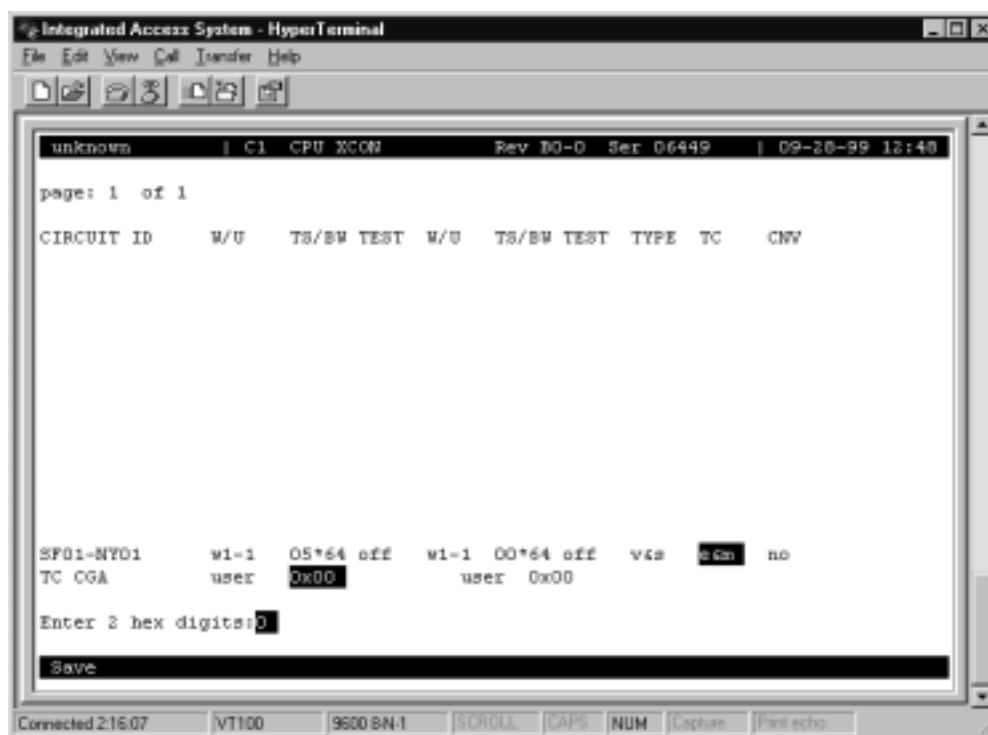 Integrated Access System - HyperTerminal
File Edit View Call Transfer Help
unknown | C1 CPU XCON Rev B0-0 Ser 06449 | 09-28-99 12:48
page: 1 of 1
CIRCUIT ID W/U TS/BW TEST W/U TS/BW TEST TYPE TC CNV
SF01-NY01 w1-1 05*64 off w1-1 00*64 off v&s e&m no
TC CGA user 0x00 user 0x00
Enter 2 hex digits:0
Save
Connected 2:16:07 VT100 9600 8-N-1 SCROLL CAPS NUM Capture Print echo